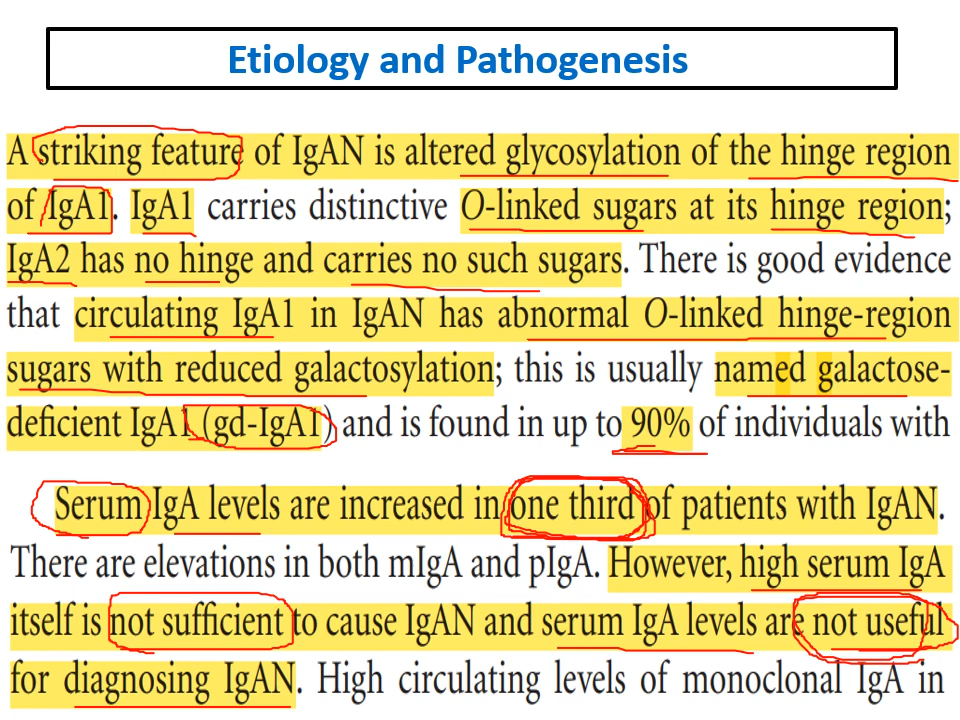 Etiology and Pathogenesis
A striking feature of IgAN is altered glycosylation of the hinge region
of IgA1. IgA1 carries distinctive O-linked sugars at its hinge region;
IgA2 has no hinge and carries no such sugars. There is good evidence
that circulating IgA1 in IgAN has abnormal O-linked hinge-region
sugars with reduced galactosylation; this is usually named galactose-
deficient IgA1 (gd-IgA1) and is found in up to 90% of individuals with
Serum IgA levels are increased in one third of patients with IgAN.
There are elevations in both mIgA and pIgA. However, high serum IgA
itself is not sufficient to cause IgAN and serum IgA levels are not useful
for diagnosing IgAN. High circulating levels of monoclonal IgA in